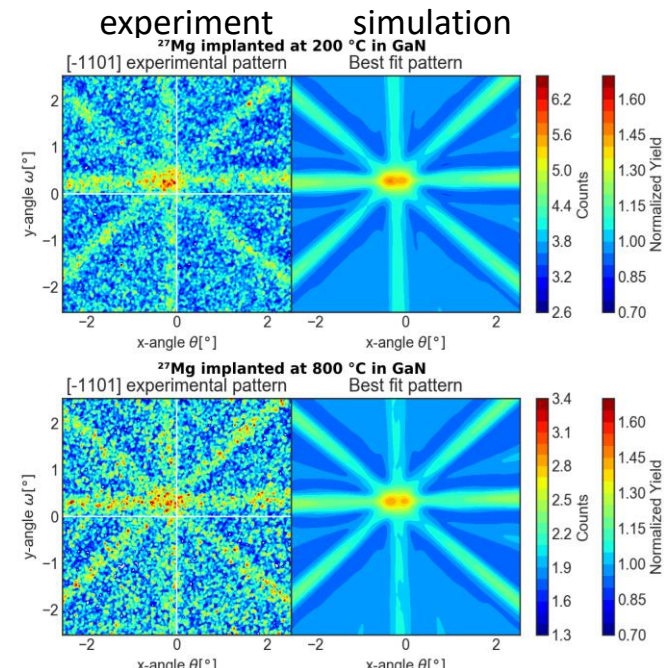 experiment simulation
²⁷Mg implanted at 200 °C in GaN
[-1101] experimental pattern Best fit pattern
y-angle ω[°]
2
1
0
−1
−2
−2 0 2 −2 0 2
x-angle θ[°] x-angle θ[°]
6.2
5.6
5.0
4.4
3.8
3.2
2.6
Counts
1.60
1.45
1.30
1.15
1.00
0.85
0.70
Normalized Yield
²⁷Mg implanted at 800 °C in GaN
[-1101] experimental pattern Best fit pattern
y-angle ω[°]
2
1
0
−1
−2
−2 0 2 −2 0 2
x-angle θ[°] x-angle θ[°]
3.4
3.1
2.8
2.5
2.2
1.9
1.6
1.3
Counts
1.60
1.45
1.30
1.15
1.00
0.85
0.70
Normalized Yield